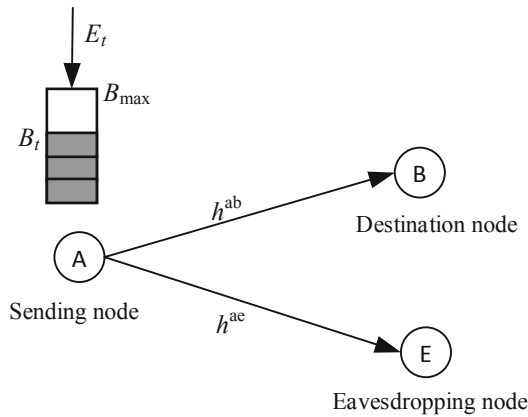 E_t
B_max
B_t
B
h^ab
Destination node
A
Sending node
h^ae
E
Eavesdropping node